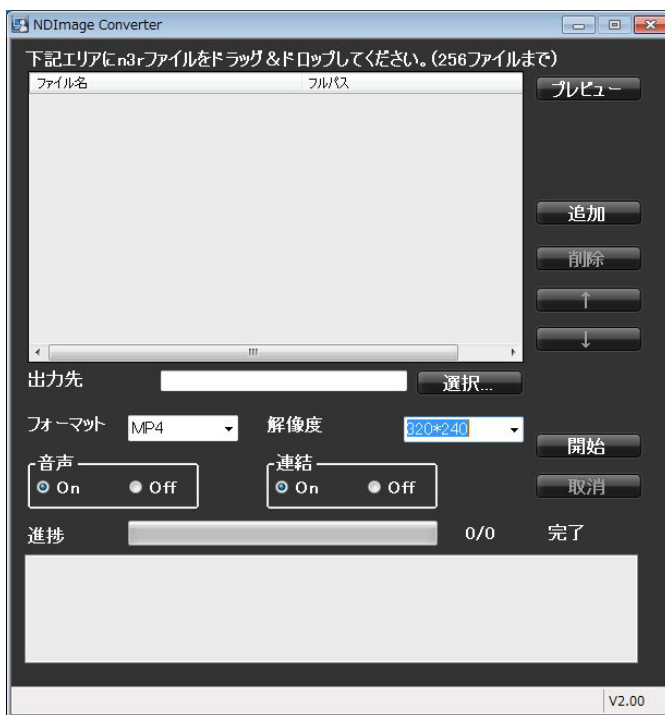 NDImage Converter
下記エリアにn3rファイルをドラッグ&ドロップしてください。(256ファイルまで)
ファイル名 フルパス
プレビュー
追加
削除
↑
↓
出力先 選択...
フォーマット MP4 解像度 320*240
開始
音声 連結
On Off On Off
取消
進捗 0/0 完了
V2.00